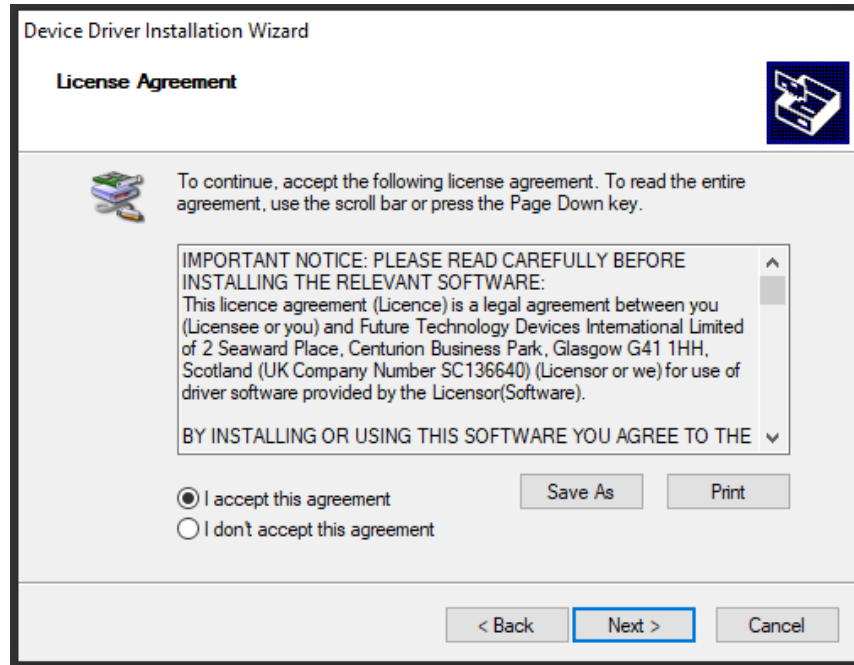 Device Driver Installation Wizard
License Agreement
To continue, accept the following license agreement. To read the entire
agreement, use the scroll bar or press the Page Down key.
IMPORTANT NOTICE: PLEASE READ CAREFULLY BEFORE
INSTALLING THE RELEVANT SOFTWARE:
This licence agreement (Licence) is a legal agreement between you
(Licensee or you) and Future Technology Devices International Limited
of 2 Seaward Place, Centurion Business Park, Glasgow G41 1HH,
Scotland (UK Company Number SC136640) (Licensor or we) for use of
driver software provided by the Licensor(Software).
BY INSTALLING OR USING THIS SOFTWARE YOU AGREE TO THE
I accept this agreement
Save As
Print
I don't accept this agreement
< Back
Next >
Cancel